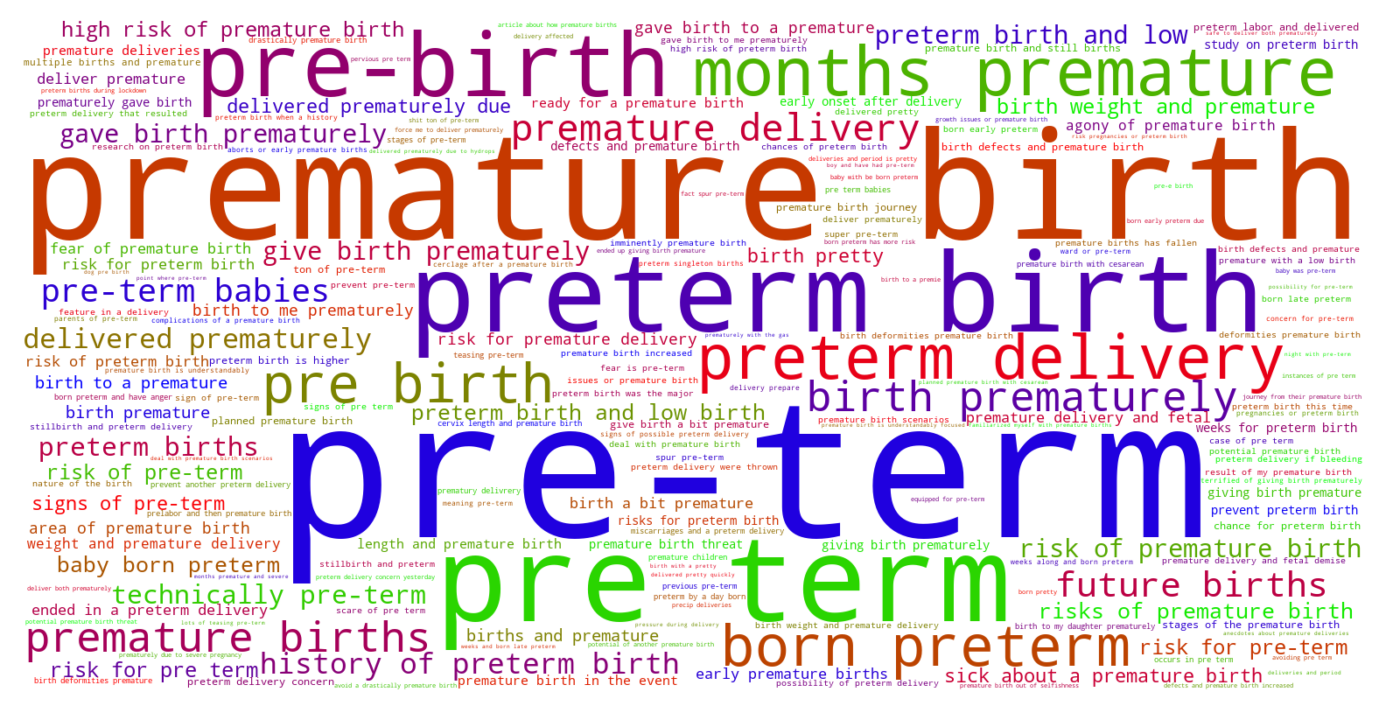 high risk of premature birth
article about how premature births
gave birth to a premature
preterm birth and low
preterm labor and delivered
safe to deliver both prematurely
drastically premature birth
delivery affected
gave birth to me prematurely
premature deliveries
pre-birth
high risk of preterm birth
premature birth and still births
study on preterm birth
multiple births and premature
pervious pre term
months premature
deliver premature
preterm births during lockdown
prematurely gave birth
delivered prematurely due
ready for a premature birth
early onset after delivery
birth weight and premature
preterm delivery that resulted
preterm birth when a history
shit ton of pre-term
delivered pretty
growth issues or premature birth
gave birth prematurely
stages of pre-term
force me to deliver prematurely
premature delivery
born early preterm
agony of premature birth
risk pregnancies or preterm birth
research on preterm birth
aborts or early premature births
delivered prematurely due to hydrops
defects and premature birth
chances of preterm birth
birth defects and premature birth
premature birth
deliveries and period is pretty
boy and have had pre-term
baby with be born preterm
pre term babies
pre-e birth
fact spur pre-term
premature birth journey
deliver prematurely
born early preterm due
super pre-term
born preterm has more risk
fear of premature birth
give birth prematurely
imminently premature birth
ended up giving birth premature
birth pretty
premature births has fallen
ward or pre-term
birth defects and premature
risk for preterm birth
dog pre birth
ton of pre-term
cerclage after a premature birth
preterm singleton births
premature birth with cesarean
premature with a low birth
baby was pre-term
point where pre-term
prevent pre-term
preterm birth
birth to a premie
possibility for pre-term
pre-term babies
born late preterm
feature in a delivery
birth to me prematurely
parents of pre-term
complications of a premature birth
concern for pre-term
delivered prematurely
risk for premature delivery
prematurely with the gas
birth deformities premature birth
deformities premature birth
preterm delivery
risk of preterm birth
preterm birth is higher
teasing pre-term
premature birth increased
night with pre-term
premature birth is understandably
pre birth
fear is pre-term
instances of pre term
birth to a premature
issues or premature birth
delivery prepare
planned premature birth with cesarean
born preterm and have anger
sign of pre-term
preterm birth was the major
birth prematurely
journey from their premature birth
birth premature
signs of pre term
preterm birth and low birth
preterm birth this time
planned premature birth
pregnancies or preterm birth
stillbirth and preterm delivery
cervix length and premature birth
give birth a bit premature
premature birth scenarios
premature delivery and fetal
premature birth is understandably focused
familiarized myself with premature births
weeks for preterm birth
preterm births
signs of possible preterm delivery
deal with premature birth
case of pre term
deal with premature birth scenarios
spur pre-term
potential premature birth
preterm delivery if bleeding
risk of pre-term
preterm delivery were thrown
result of my premature birth
nature of the birth
prevent another preterm delivery
pre-term
terrified of giving birth prematurely
prematury delivrery
giving birth premature
signs of pre-term
meaning pre-term
birth a bit premature
equipped for pre-term
prevent preterm birth
prelabor and then premature birth
area of premature birth
risks for preterm birth
chance for preterm birth
miscarriages and a preterm delivery
weight and premature delivery
length and premature birth
premature birth threat
giving birth prematurely
risk of premature birth
baby born preterm
stillbirth and preterm
premature children
weeks along and born preterm
premature delivery and fetal demise
birth with a pretty
months premature and severe
preterm delivery concern yesterday
delivered pretty quickly
pre term
future births
deliver both prematurely
technically pre-term
previous pre-term
born pretty
preterm by a day born
precip deliveries
ended in a preterm delivery
scare of pre term
risks of premature birth
potential premature birth threat
lots of teasing pre-term
pressure during delivery
birth weight and premature delivery
birth to my daughter prematurely
stages of the premature birth
premature births
births and premature
anecdotes about premature deliveries
weeks and born late preterm
potential of another premature birth
born preterm
risk for pre-term
prematurely due to severe pregnancy
occurs in pre term
avoiding pre term
risk for pre term
history of preterm birth
early premature births
sick about a premature birth
deliveries and period
birth deformities premature
preterm delivery concern
avoid a drastically premature birth
premature birth in the event
possibility of preterm delivery
premature birth out of selfishness
defects and premature birth increased